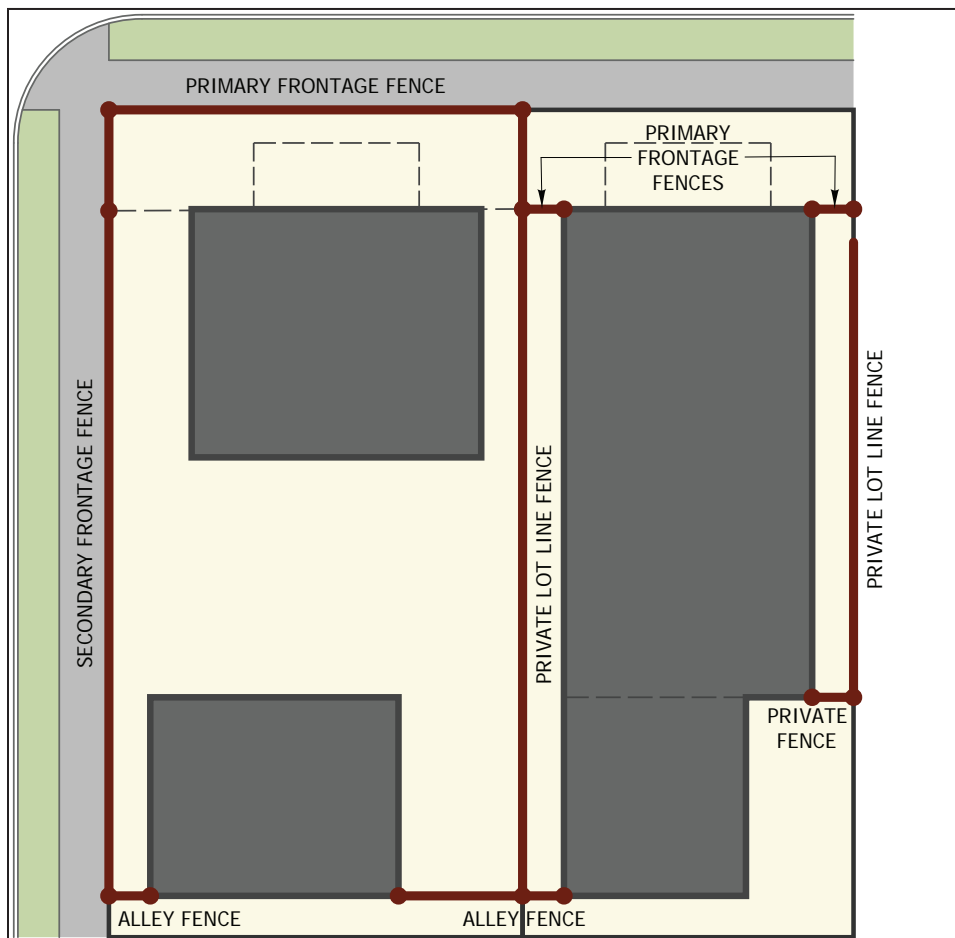 PRIMARY FRONTAGE FENCE
PRIMARY
FRONTAGE
FENCES
SECONDARY FRONTAGE FENCE
PRIVATE LOT LINE FENCE
PRIVATE LOT LINE FENCE
PRIVATE
FENCE
ALLEY FENCE
ALLEY FENCE